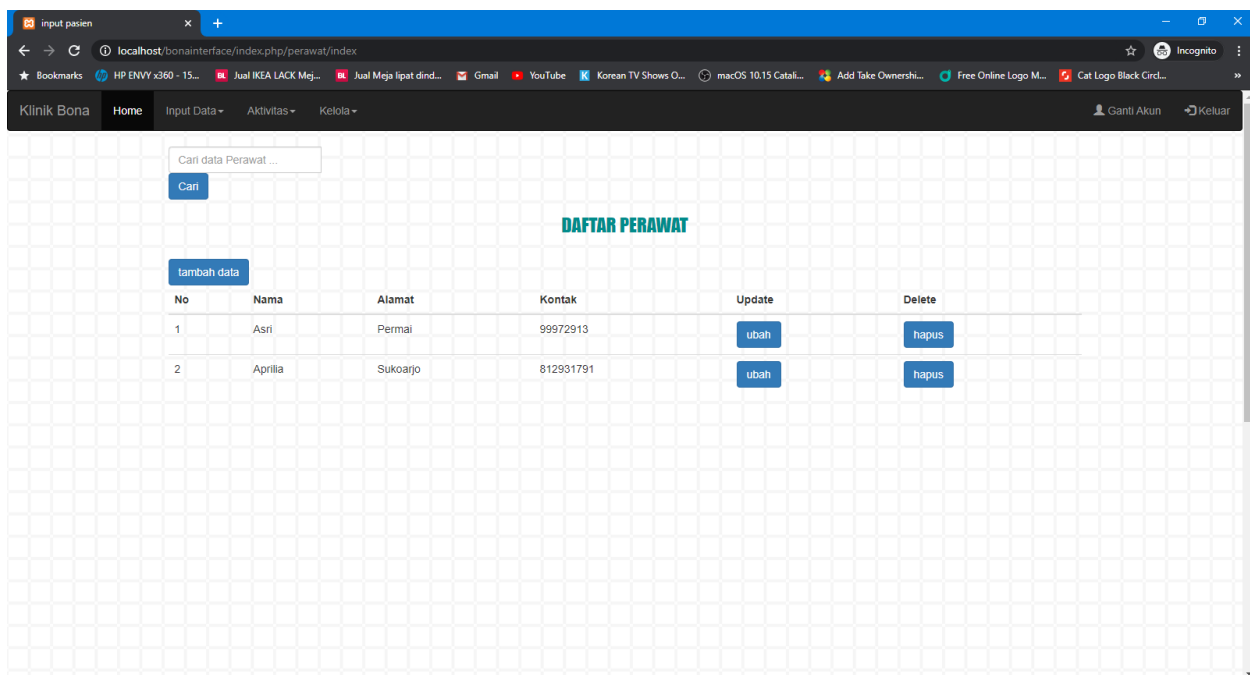 input pasien
localhost/bonainterface/index.php/perawat/index
Incognito
Bookmarks HP ENVY x360 - 15... BL Jual IKEA LACK Mej... BL Jual Meja lipat dind... Gmail YouTube K Korean TV Shows O... macOS 10.15 Catali... Add Take Ownershi... Free Online Logo M... Cat Logo Black Circl... »
Klinik Bona Home Input Data Aktivitas Kelola Ganti Akun Keluar
Cari data Perawat ...
Cari
DAFTAR PERAWAT
tambah data
No Nama Alamat Kontak Update Delete
1 Asri Permai 99972913 ubah hapus
2 Aprilia Sukoarjo 812931791 ubah hapus